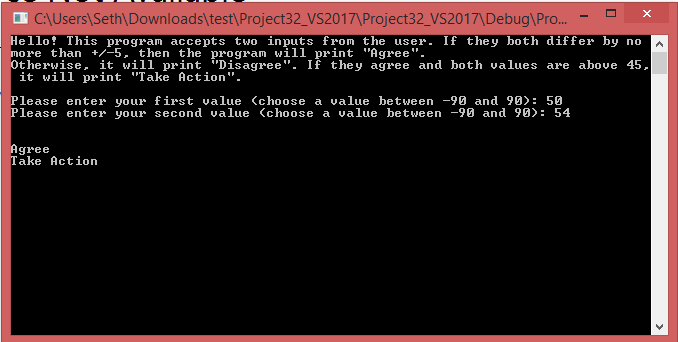 C:\Users\Seth\Downloads\test\Project32_VS2017\Project32_VS2017\Debug\Pro...
Hello! This program accepts two inputs from the user. If they both differ by no
more than +/-5, then the program will print "Agree".
Otherwise, it will print "Disagree". If they agree and both values are above 45,
 it will print "Take Action".
Please enter your first value (choose a value between -90 and 90): 50
Please enter your second value (choose a value between -90 and 90): 54
Agree
Take Action